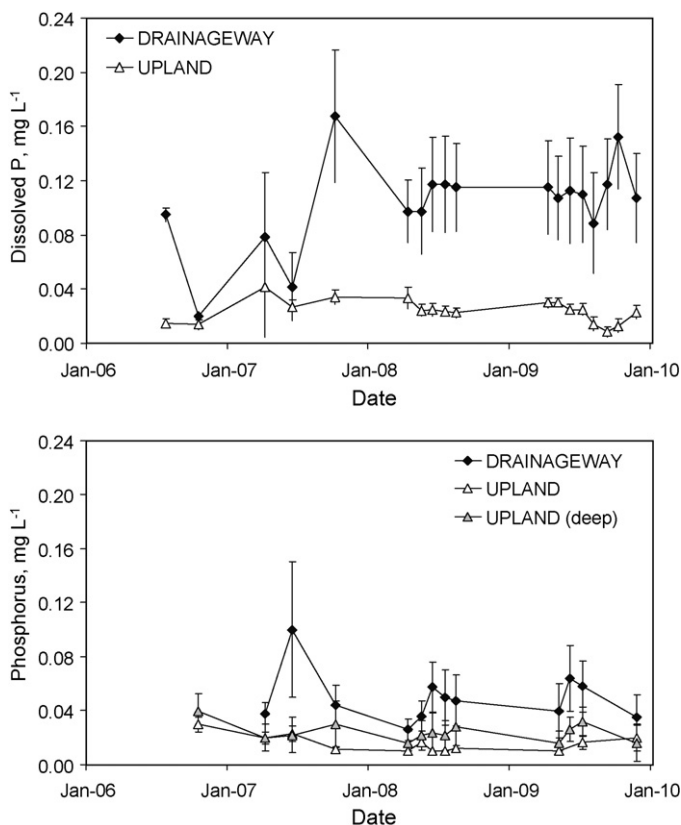 0.24
0.20
0.16
0.12
0.08
0.04
0.00
Dissolved P, mg L⁻¹
DRAINAGEWAY
UPLAND
Jan-06 Jan-07 Jan-08 Jan-09 Jan-10
Date
0.24
0.20
0.16
0.12
0.08
0.04
0.00
Phosphorus, mg L⁻¹
DRAINAGEWAY
UPLAND
UPLAND (deep)
Jan-06 Jan-07 Jan-08 Jan-09 Jan-10
Date